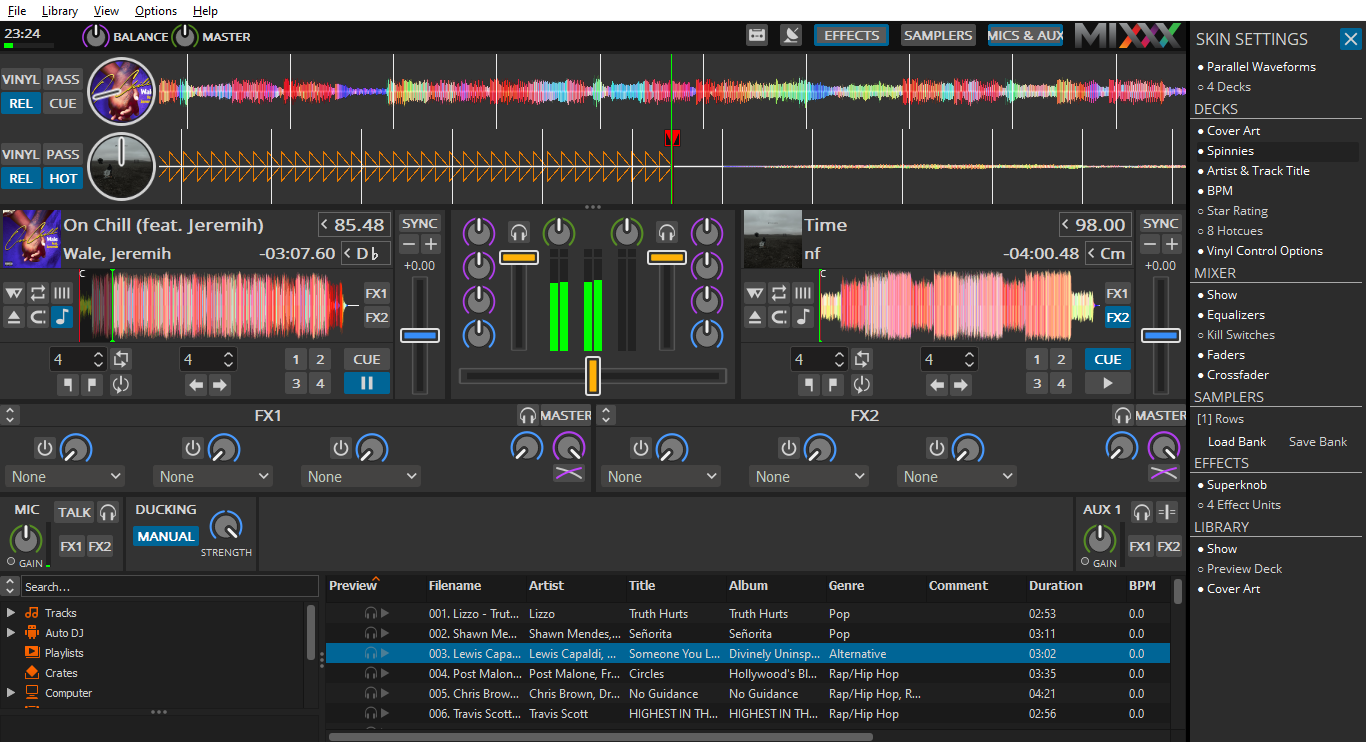 File Library View Options Help
23:24 BALANCE MASTER EFFECTS SAMPLERS MICS & AUX MIXXX
VINYL PASS
REL CUE
VINYL PASS
REL HOT
On Chill (feat. Jeremih) 85.48 SYNC
Wale, Jeremih -03:07.60 D♭
+0.00
C
FX1
FX2
4 4 1 2 CUE
3 4
Time 98.00 SYNC
nf -04:00.48 Cm
+0.00
C
FX1
FX2
4 4 1 2 CUE
3 4
FX1 MASTER FX2 MASTER
None None None None None None
MIC TALK DUCKING AUX 1
MANUAL
FX1 FX2 STRENGTH FX1 FX2
GAIN GAIN
Search...
Tracks
Auto DJ
Playlists
Crates
Computer
Preview Filename Artist Title Album Genre Comment Duration BPM
001. Lizzo - Trut... Lizzo Truth Hurts Truth Hurts Pop 02:53 0.0
002. Shawn Me... Shawn Mendes,... Señorita Señorita Pop 03:11 0.0
003. Lewis Capa... Lewis Capaldi, ... Someone You L... Divinely Uninsp... Alternative 03:02 0.0
004. Post Malon... Post Malone, Fr... Circles Hollywood's Bl... Rap/Hip Hop 03:35 0.0
005. Chris Brow... Chris Brown, Dr... No Guidance No Guidance Rap/Hip Hop, R... 04:21 0.0
006. Travis Scott... Travis Scott HIGHEST IN TH... HIGHEST IN TH... Rap/Hip Hop 02:56 0.0
SKIN SETTINGS
Parallel Waveforms
4 Decks
DECKS
Cover Art
Spinnies
Artist & Track Title
BPM
Star Rating
8 Hotcues
Vinyl Control Options
MIXER
Show
Equalizers
Kill Switches
Faders
Crossfader
SAMPLERS
[1] Rows
Load Bank Save Bank
EFFECTS
Superknob
4 Effect Units
LIBRARY
Show
Preview Deck
Cover Art